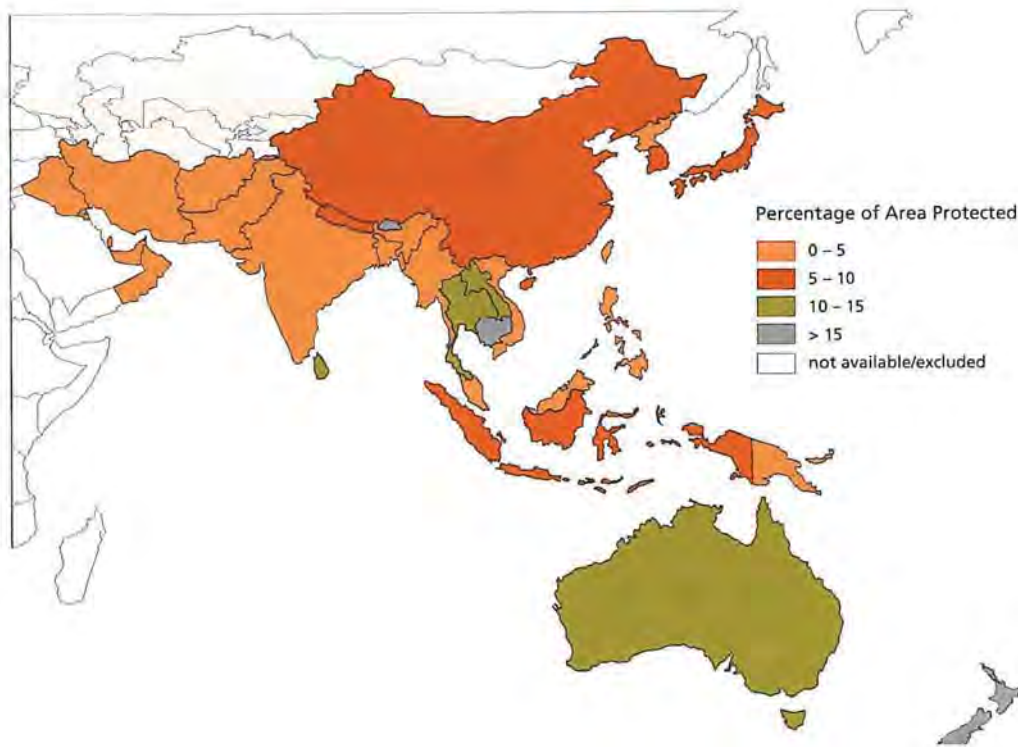 Percentage of Area Protected
0 – 5
5 – 10
10 – 15
> 15
not available/excluded